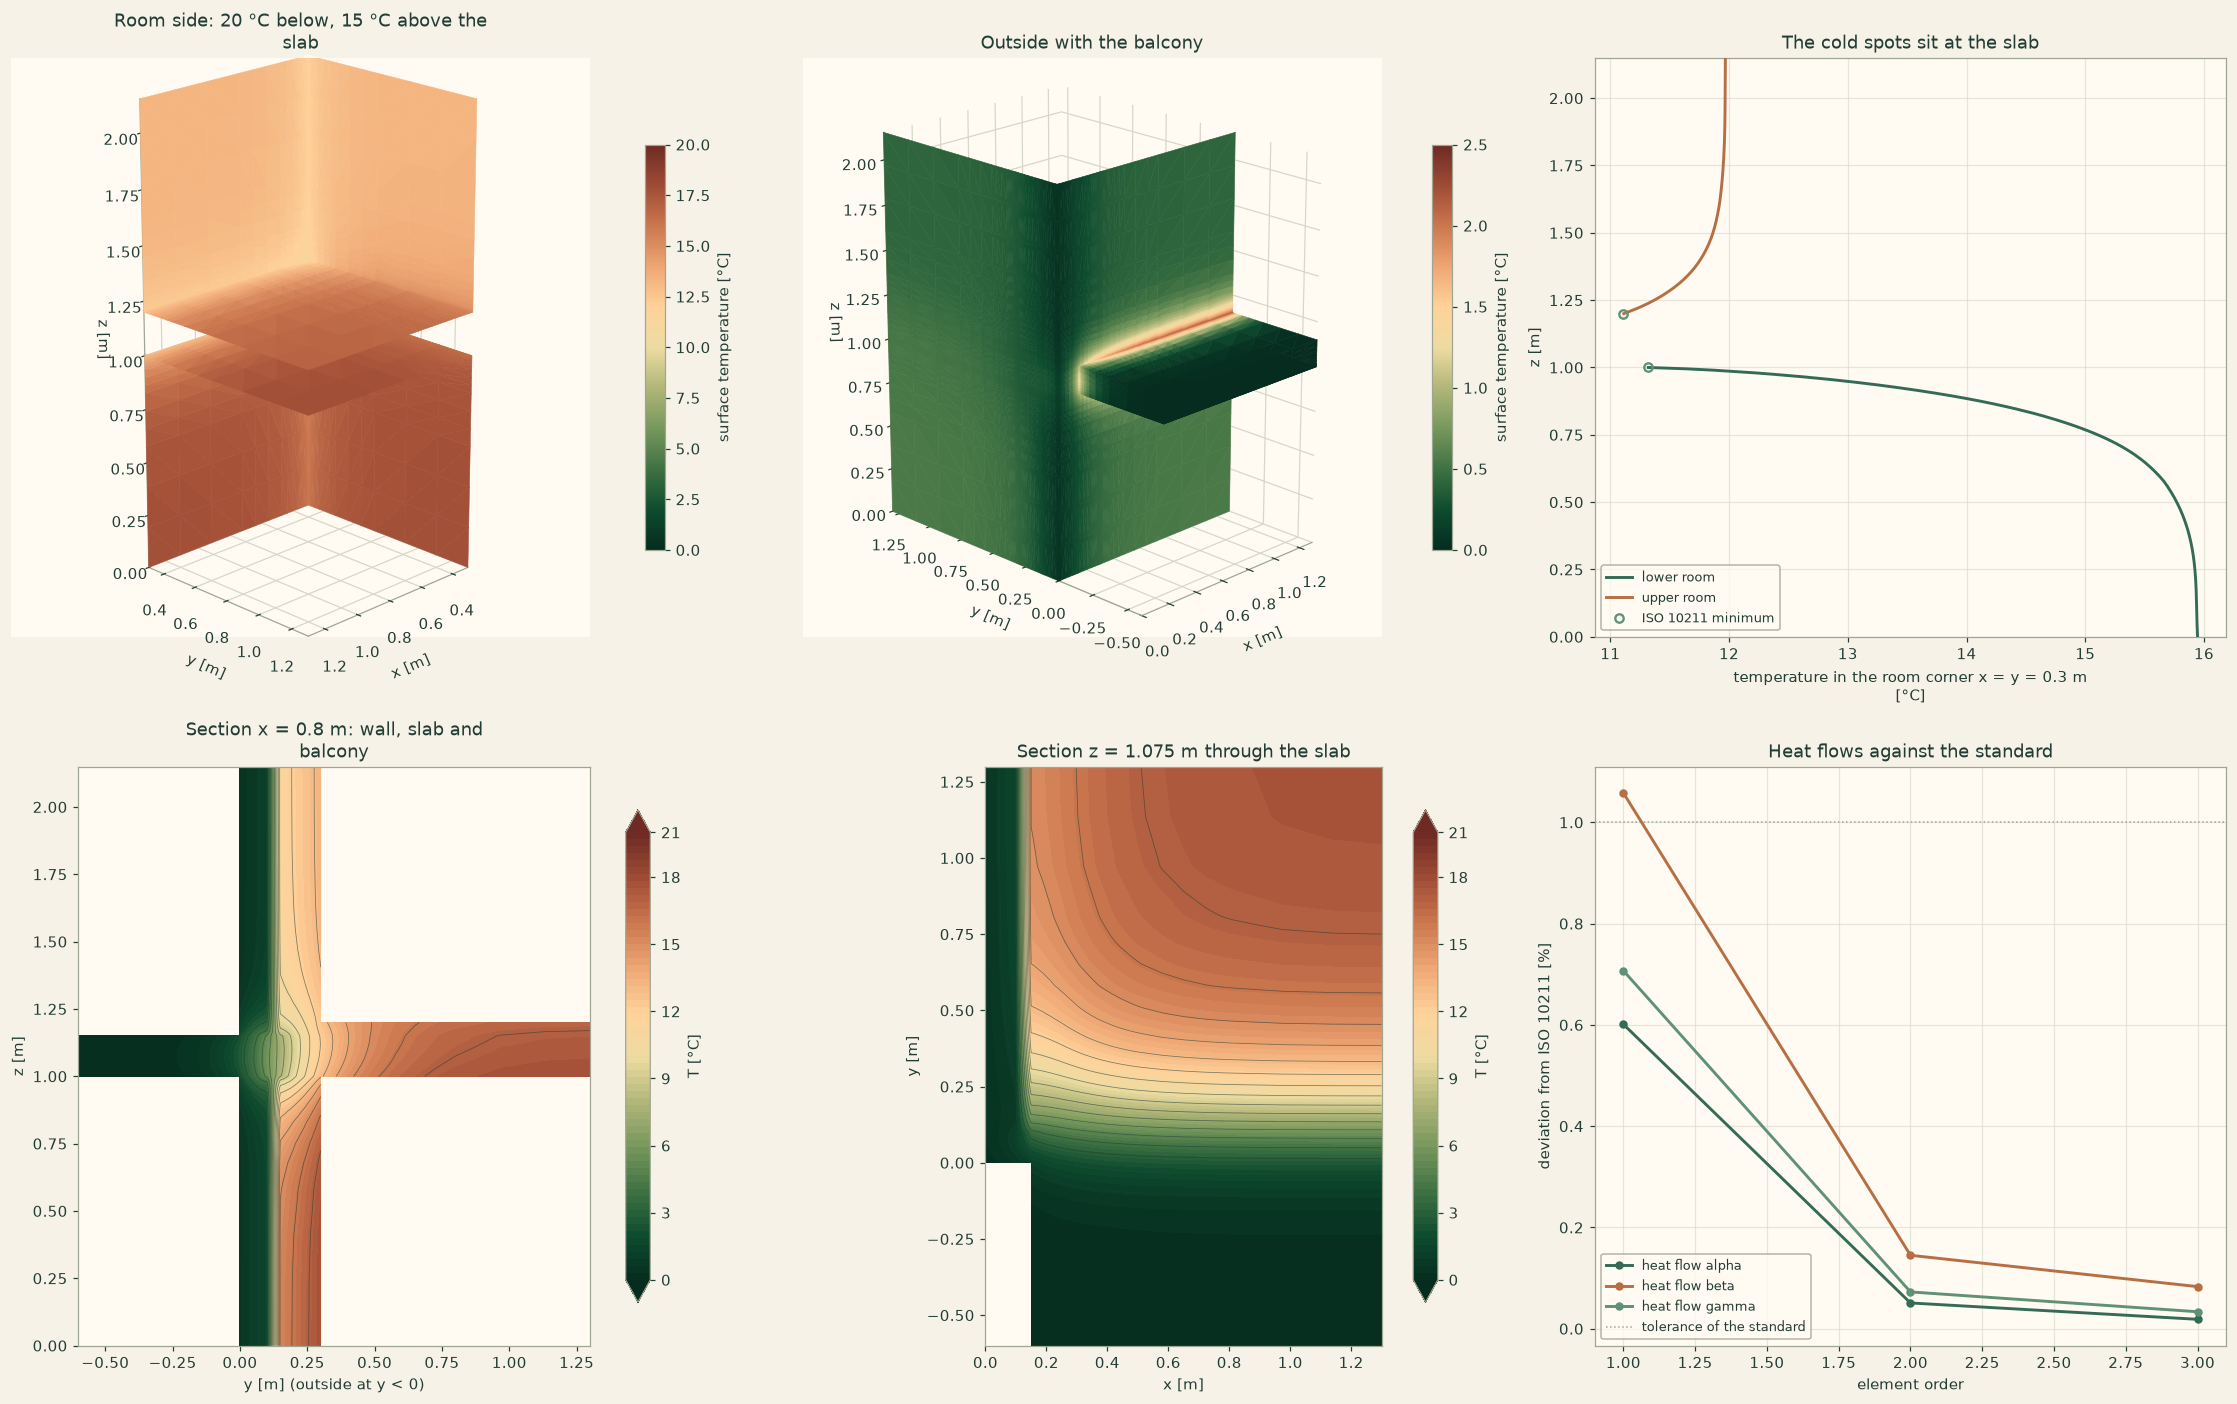 Room side: 20 °C below, 15 °C above the
slab
2.00
1.75
1.50
1.25
1.00
0.75
0.50
0.25
0.00
z [m]
0.4
0.6
0.8
1.0
1.2
y [m]
1.2
1.0
0.8
0.6
0.4
x [m]
20.0
17.5
15.0
12.5
10.0
7.5
5.0
2.5
0.0
surface temperature [°C]
Outside with the balcony
2.00
1.75
1.50
1.25
1.00
0.75
0.50
0.25
0.00
z [m]
1.25
1.00
0.75
0.50
0.25
0.00
−0.25
−0.50
y [m]
0.0
0.2
0.4
0.6
0.8
1.0
1.2
x [m]
2.5
2.0
1.5
1.0
0.5
0.0
surface temperature [°C]
The cold spots sit at the slab
2.00
1.75
1.50
1.25
1.00
0.75
0.50
0.25
0.00
z [m]
lower room
upper room
ISO 10211 minimum
11 12 13 14 15 16
temperature in the room corner x = y = 0.3 m
[°C]
Section x = 0.8 m: wall, slab and
balcony
2.00
1.75
1.50
1.25
1.00
0.75
0.50
0.25
0.00
z [m]
−0.50 −0.25 0.00 0.25 0.50 0.75 1.00 1.25
y [m] (outside at y < 0)
21
18
15
12
9
6
3
0
T [°C]
Section z = 1.075 m through the slab
1.25
1.00
0.75
0.50
0.25
0.00
−0.25
−0.50
y [m]
0.0 0.2 0.4 0.6 0.8 1.0 1.2
x [m]
21
18
15
12
9
6
3
0
T [°C]
Heat flows against the standard
1.0
0.8
0.6
0.4
0.2
0.0
deviation from ISO 10211 [%]
heat flow alpha
heat flow beta
heat flow gamma
tolerance of the standard
1.00 1.25 1.50 1.75 2.00 2.25 2.50 2.75 3.00
element order